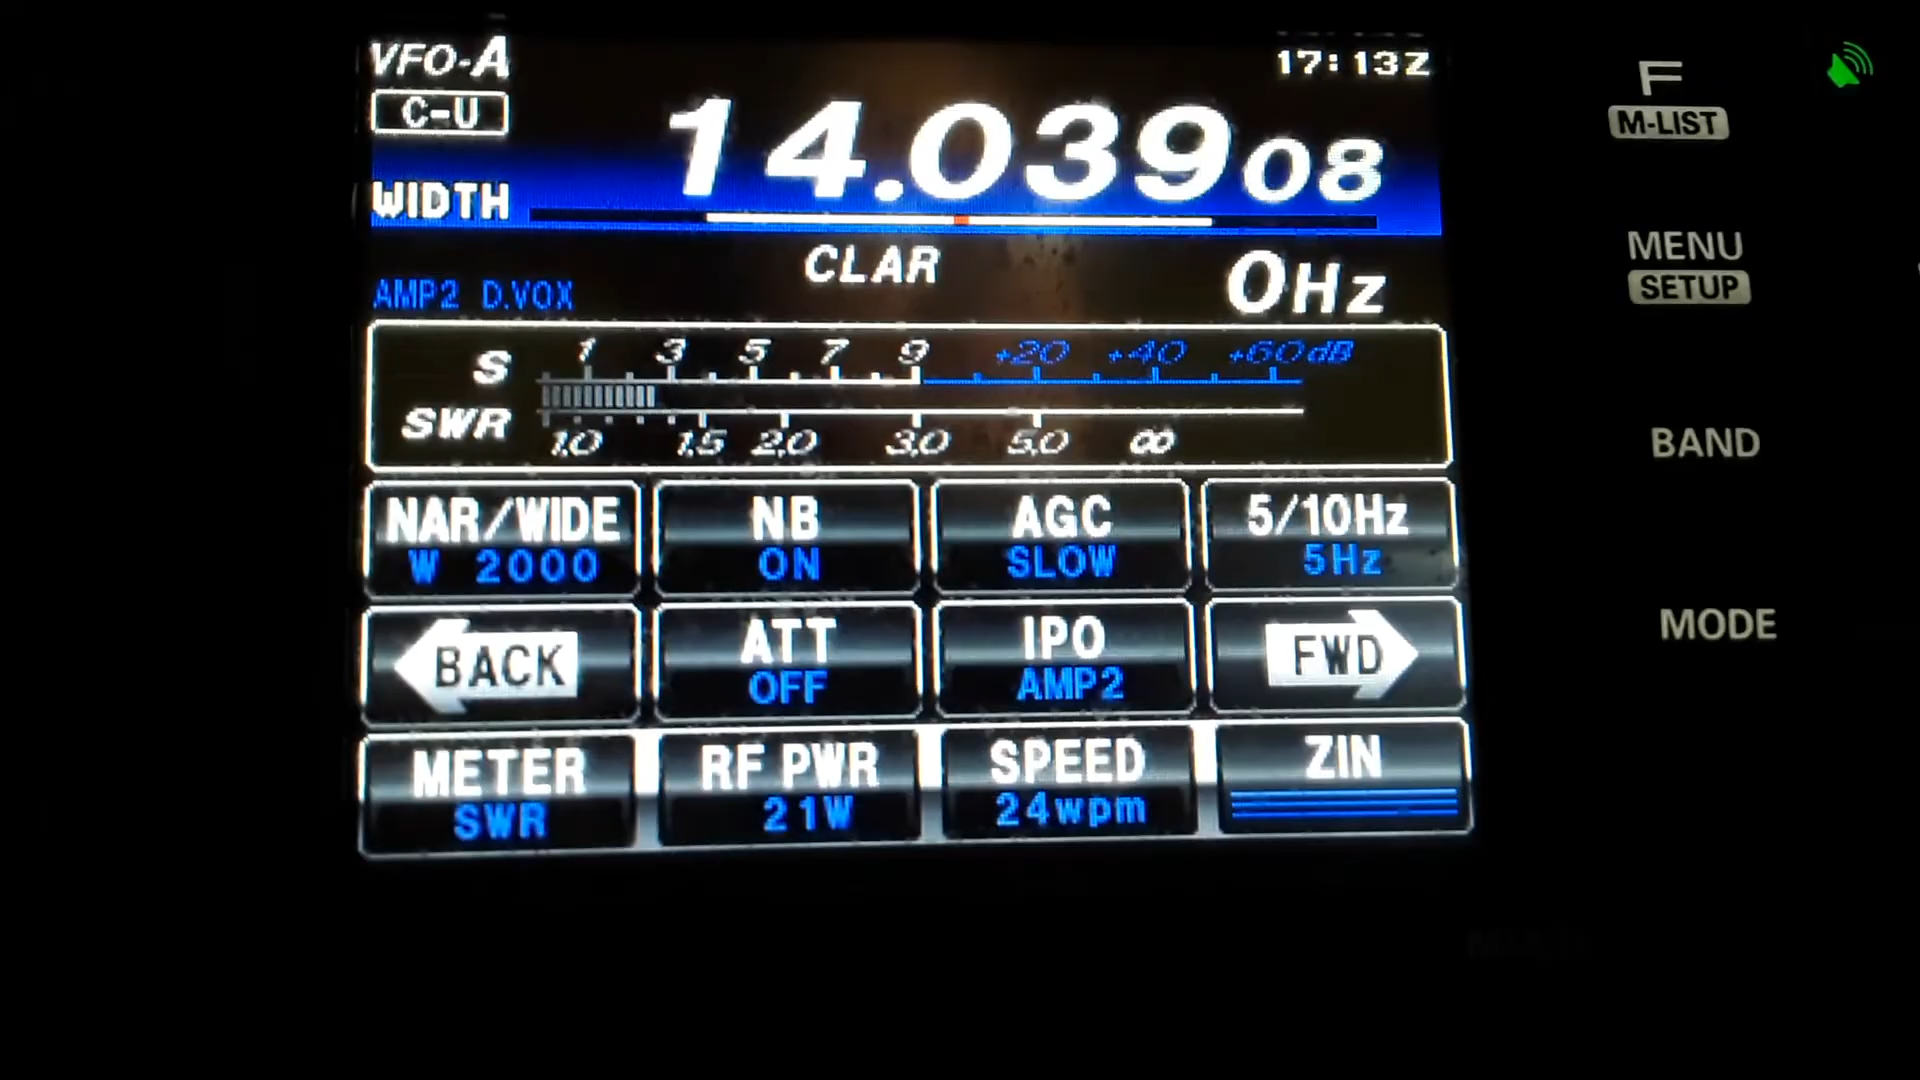 VFO-A
17:13Z
F
M-LIST
C-U
14.03908
WIDTH
MENU
SETUP
CLAR
0Hz
AMP2 D.VOX
S 1 3 5 7 9 +20 +40 +60dB
SWR
1.0 1.5 2.0 3.0 5.0 ∞
BAND
NAR/WIDE NB AGC 5/10Hz
W 2000 ON SLOW 5Hz
MODE
BACK ATT IPO FWD
OFF AMP2
METER RF PWR SPEED ZIN
SWR 21W 24wpm